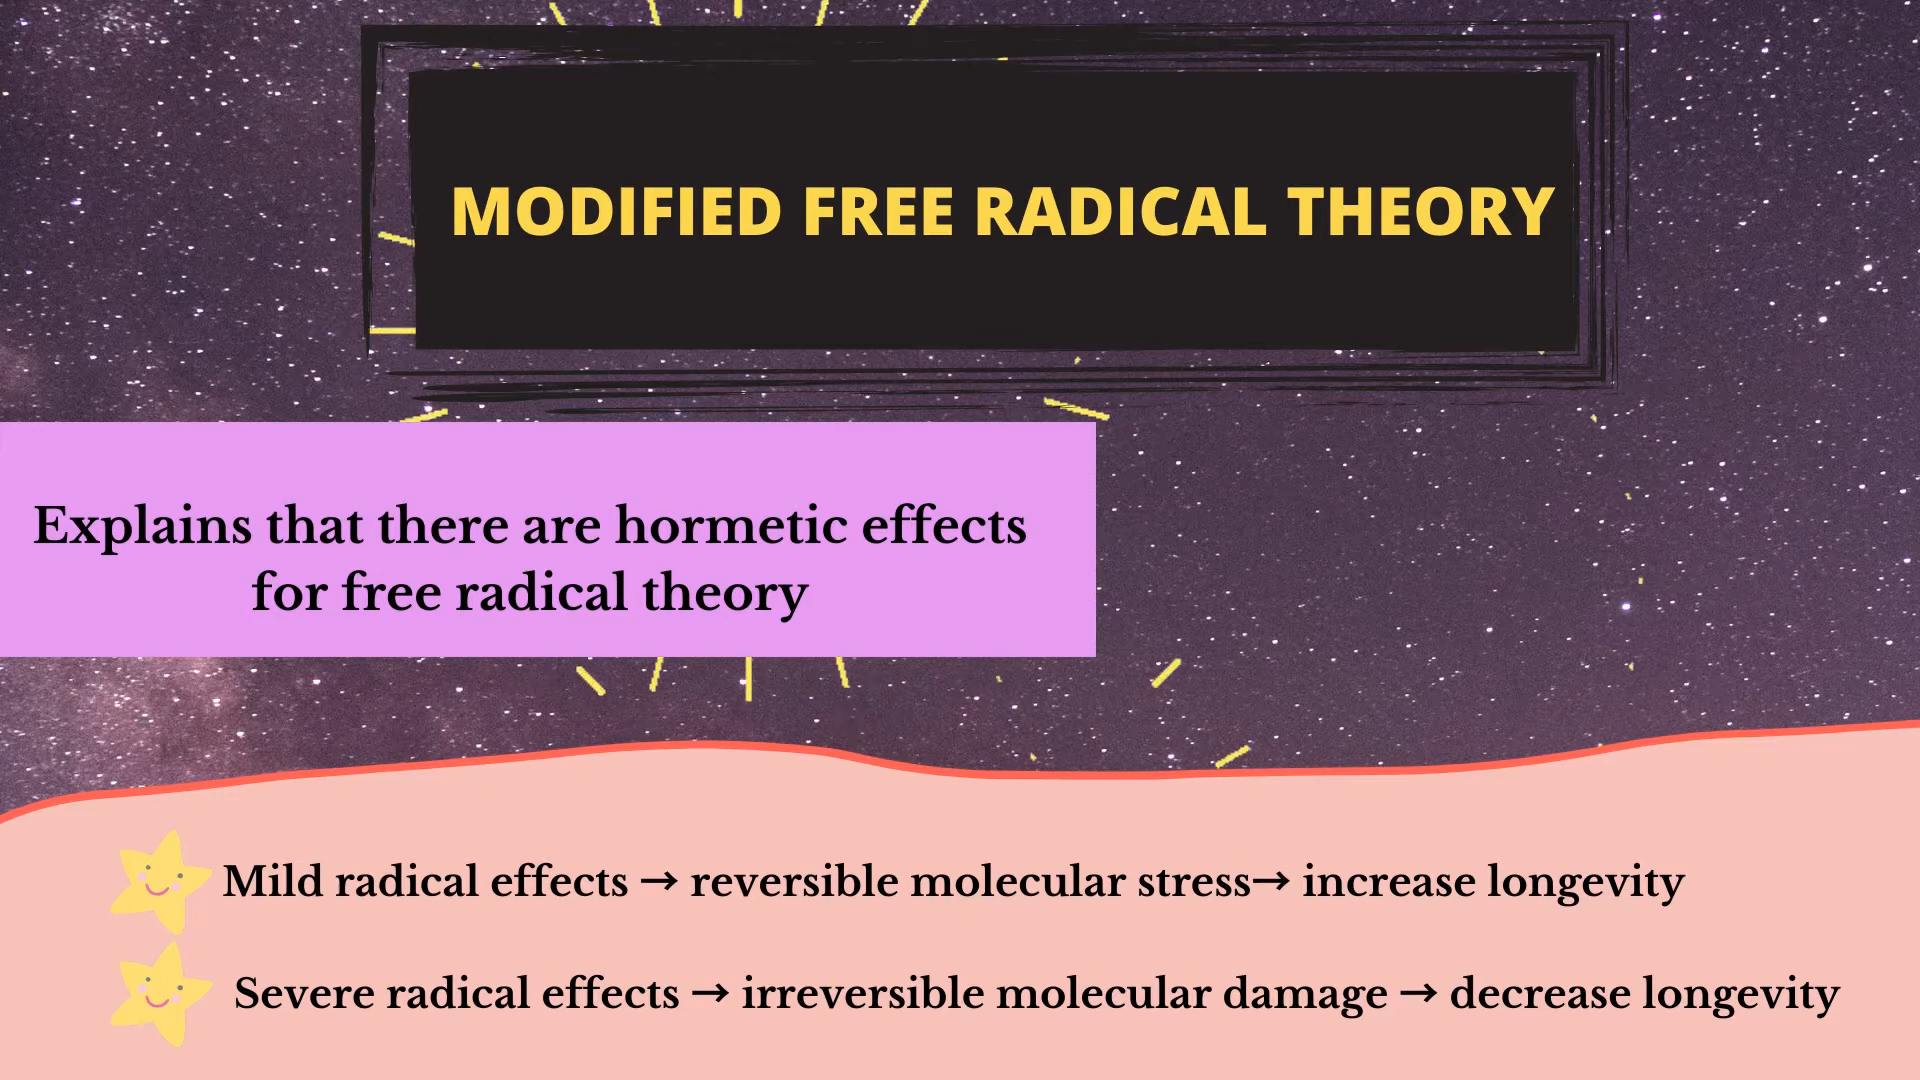 MODIFIED FREE RADICAL THEORY
Explains that there are hormetic effects
for free radical theory
Mild radical effects → reversible molecular stress→ increase longevity
Severe radical effects → irreversible molecular damage → decrease longevity